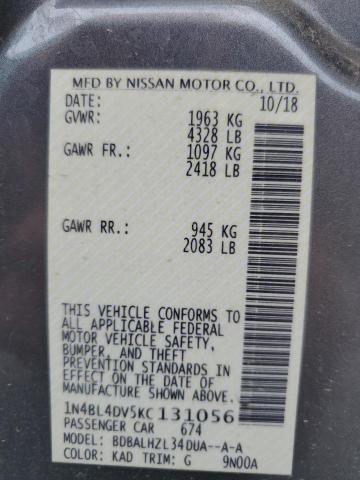 MFD BY NISSAN MOTOR CO., LTD.
DATE: 10/18
GVWR: 1963 KG
4328 LB
GAWR FR.: 1097 KG
2418 LB
GAWR RR.: 945 KG
2083 LB
THIS VEHICLE CONFORMS TO
ALL APPLICABLE FEDERAL
MOTOR VEHICLE SAFETY,
BUMPER, AND THEFT
PREVENTION STANDARDS IN
EFFECT ON THE DATE OF
MANUFACTURE SHOWN ABOVE.
1N4BL4DV5KC131056
PASSENGER CAR 674
MODEL: BDBALHZL34DUA--A-A
COLOR: KAD TRIM: G 9N00A